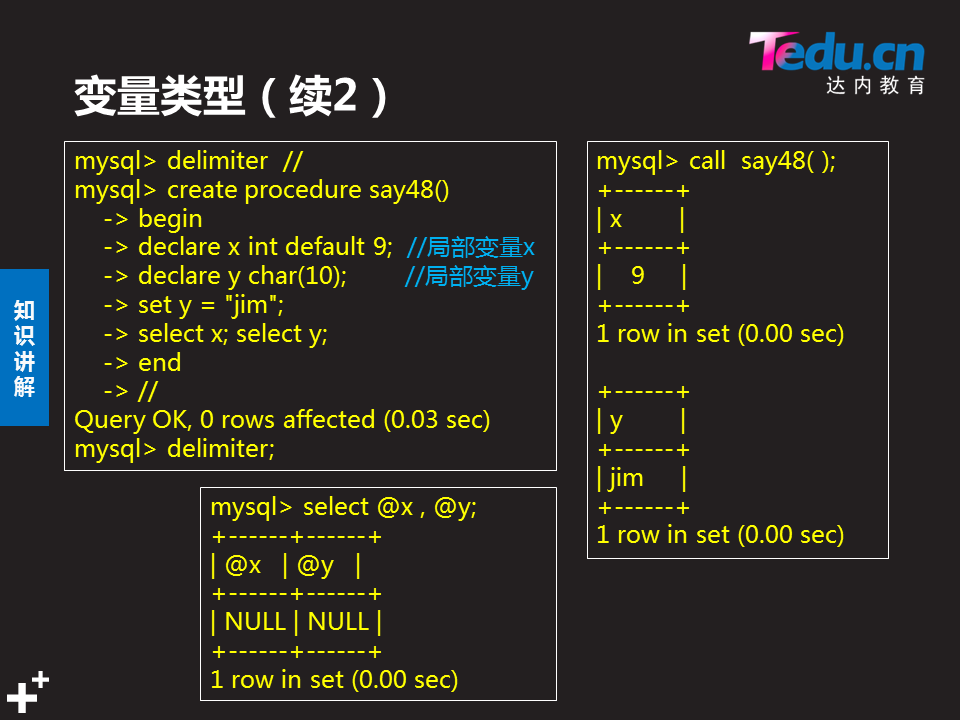 Tedu.cn
达内教育
变量类型（续2）
知识讲解
mysql> delimiter  //
mysql> create procedure say48()
    -> begin
    -> declare x int default 9;  //局部变量x
    -> declare y char(10);        //局部变量y
    -> set y = "jim";
    -> select x; select y;
    -> end
    -> //
Query OK, 0 rows affected (0.03 sec)
mysql> delimiter;
mysql> call  say48( );
+------+
| x       |
+------+
|    9     |
+------+
1 row in set (0.00 sec)
+------+
| y       |
+------+
| jim     |
+------+
1 row in set (0.00 sec)
mysql> select @x , @y;
+------+------+
| @x   | @y   |
+------+------+
| NULL | NULL |
+------+------+
1 row in set (0.00 sec)